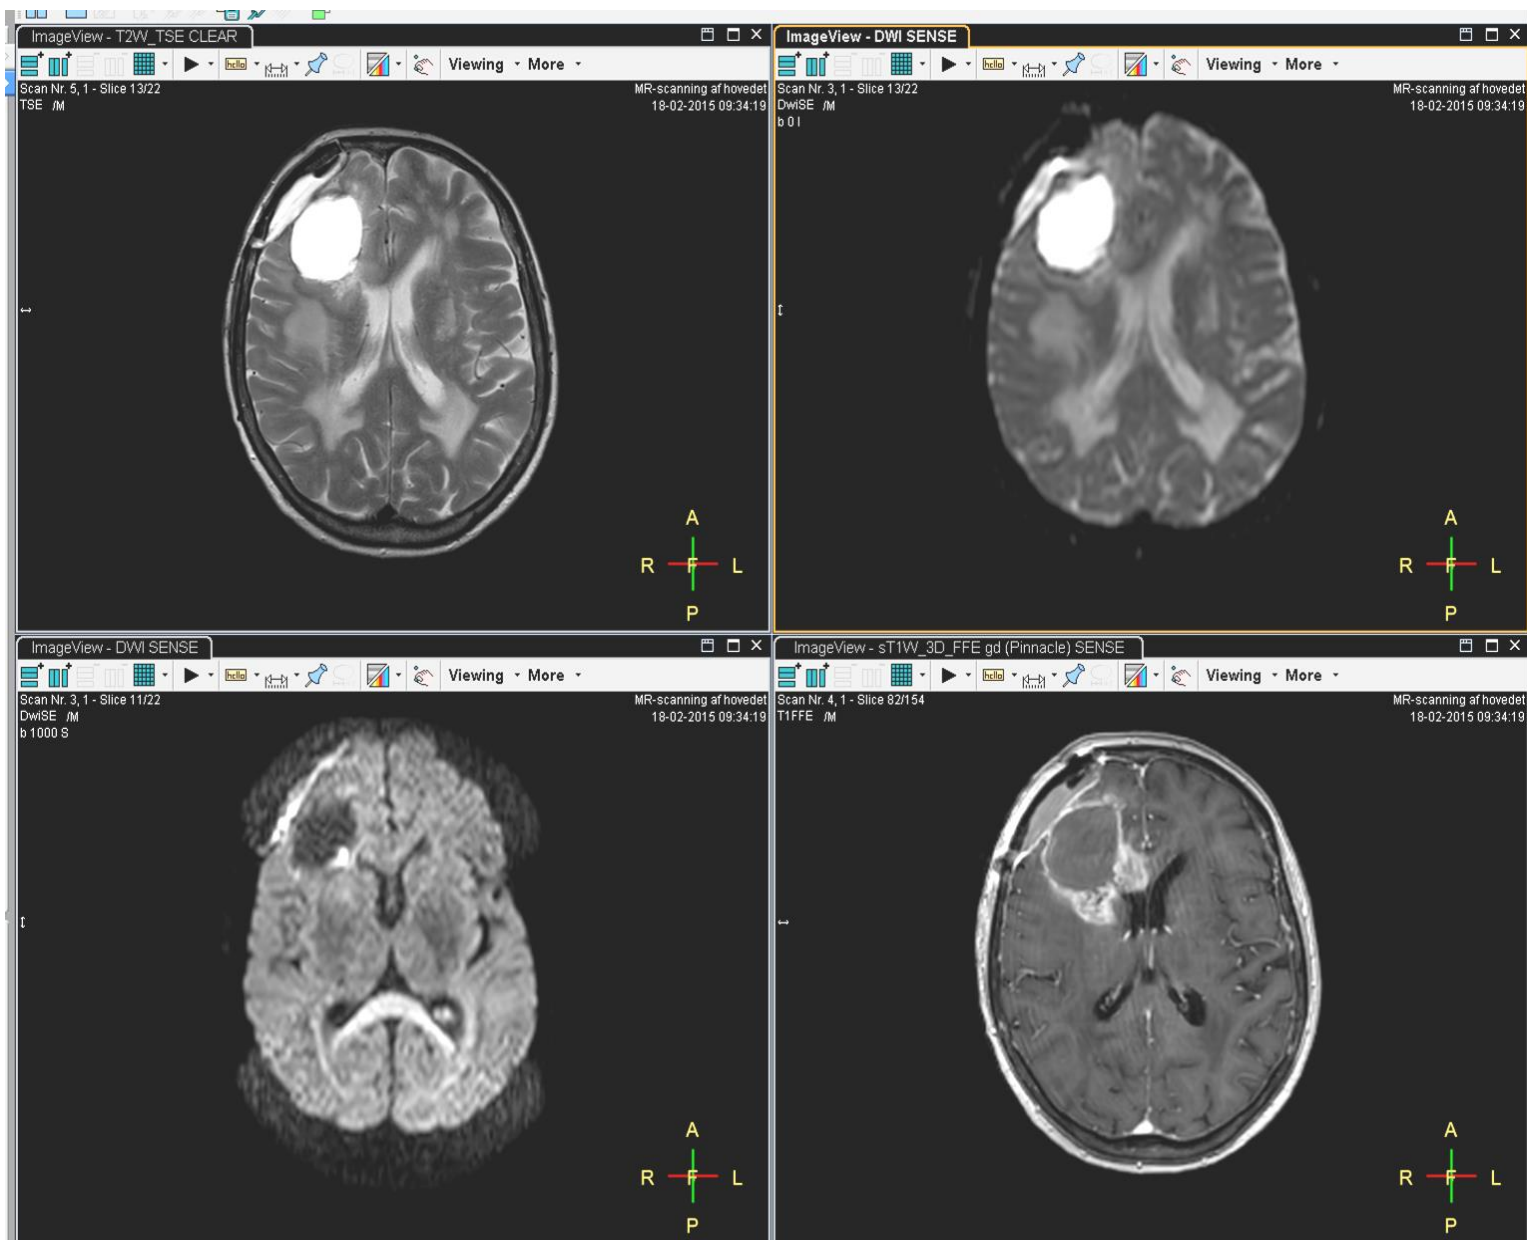 ImageView - T2W_TSE CLEAR
hello
Viewing More
Scan Nr. 5, 1 - Slice 13/22
MR-scanning af hovedet
TSE /M
18-02-2015 09:34:19
A
R F L
P
ImageView - DWI SENSE
hello
Viewing More
Scan Nr. 3, 1 - Slice 13/22
MR-scanning af hovedet
DwiSE /M
18-02-2015 09:34:19
b 0 I
A
R F L
P
ImageView - DWI SENSE
hello
Viewing More
Scan Nr. 3, 1 - Slice 11/22
MR-scanning af hovedet
DwiSE /M
18-02-2015 09:34:19
b 1000 S
A
R F L
P
ImageView - sT1W_3D_FFE gd (Pinnacle) SENSE
hello
Viewing More
Scan Nr. 4, 1 - Slice 82/154
MR-scanning af hovedet
T1FFE /M
18-02-2015 09:34:19
A
R F L
P